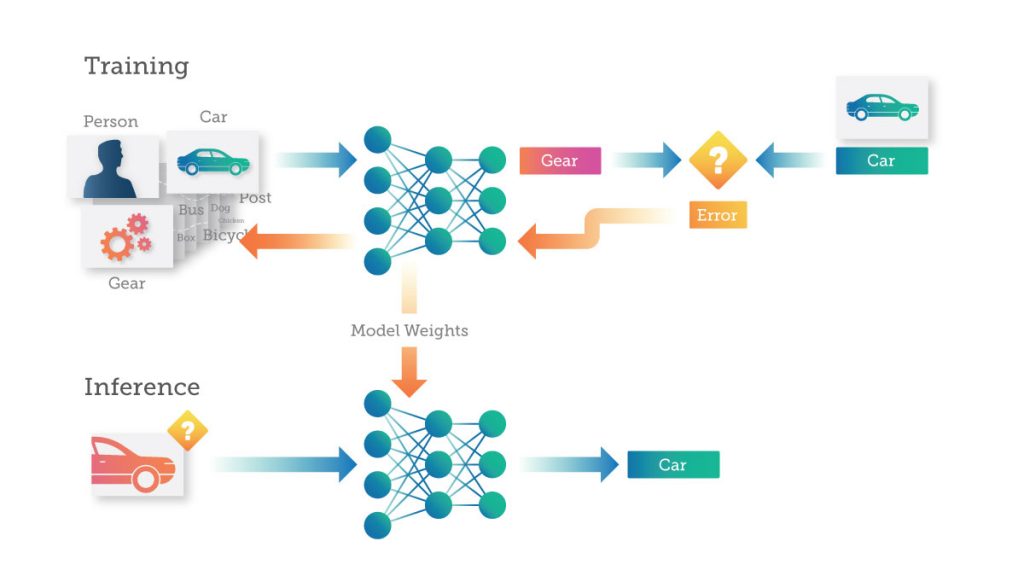 Training
Person
Car
Gear
?
Car
Post
Bus
Dog
Chicken
Box
Bicycl
Error
Gear
Model Weights
Inference
?
Car